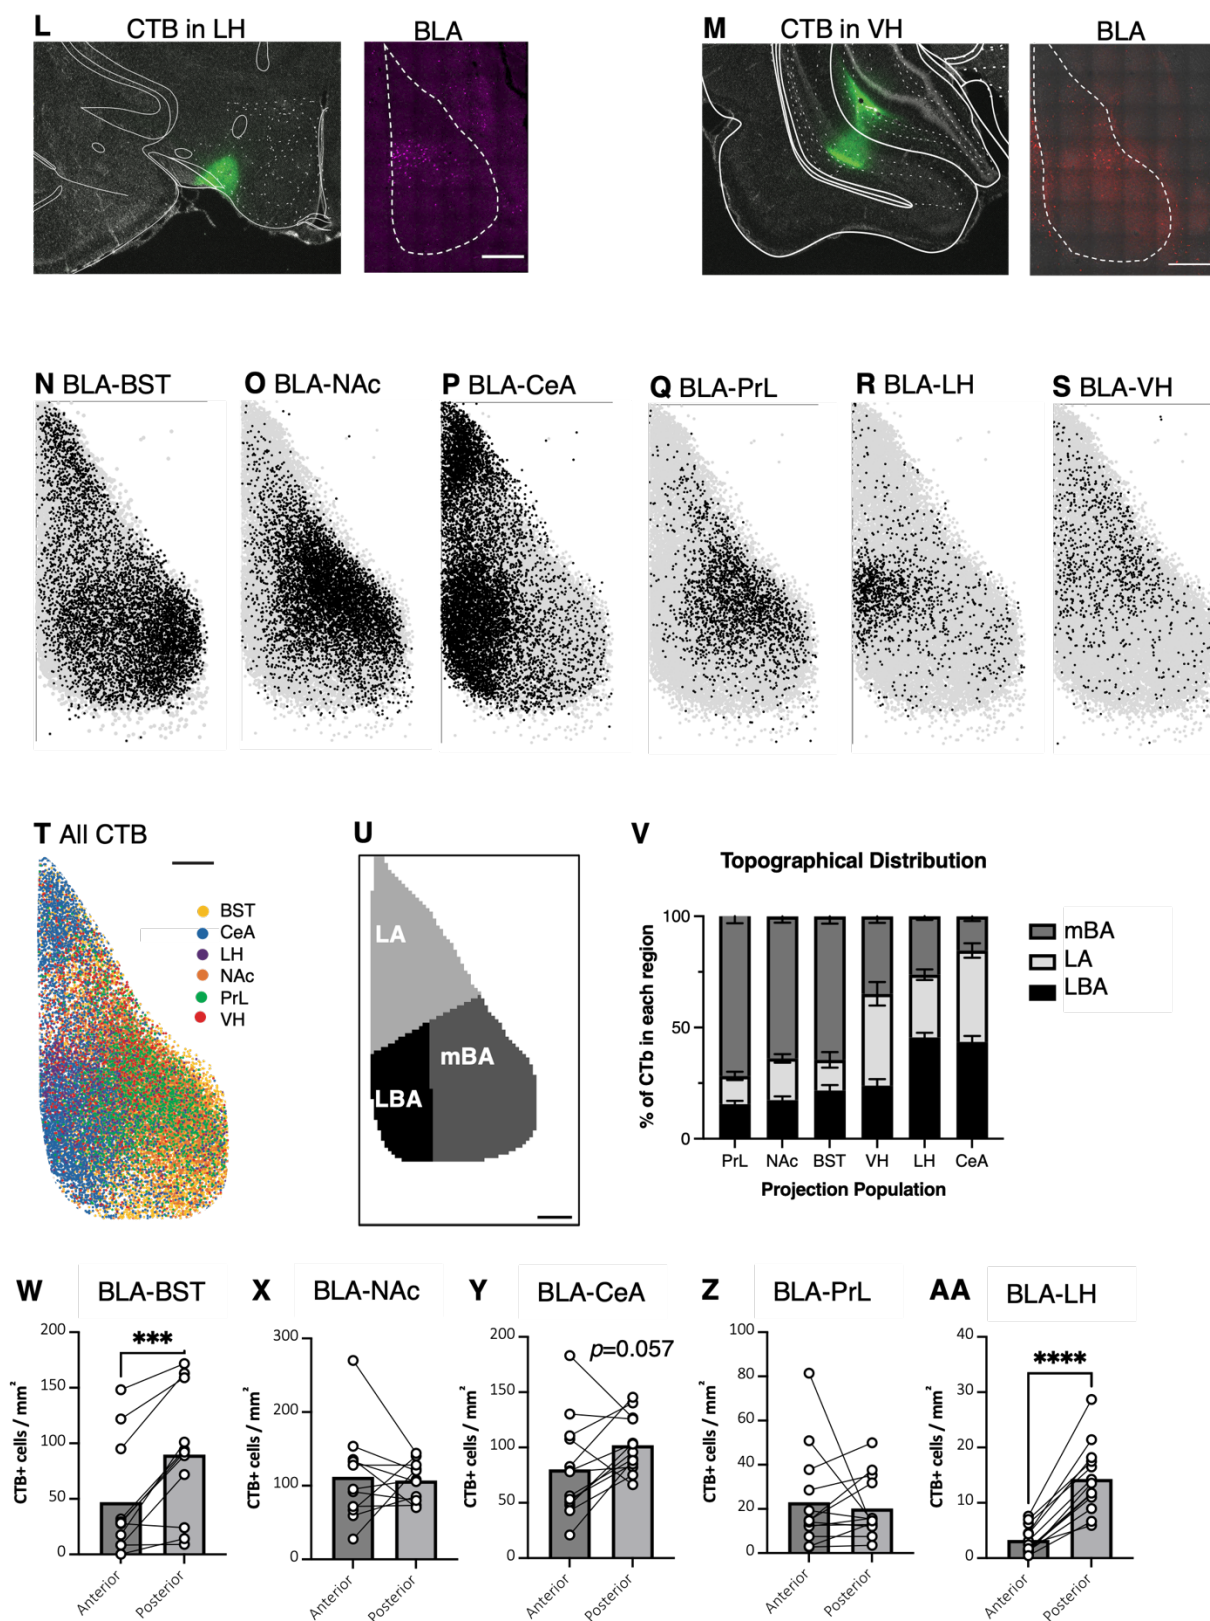 L CTB in LH BLA
M CTB in VH BLA
N BLA-BST
O BLA-NAc
P BLA-CeA
Q BLA-PrL
R BLA-LH
S BLA-VH
T All CTB
BST
CeA
LH
NAc
PrL
VH
U
LA
mBA
LBA
V
Topographical Distribution
% of CTb in each region
100
50
0
PrL NAc BST VH LH CeA
Projection Population
mBA
LA
LBA
W BLA-BST
CTB+ cells / mm²
200
150
100
50
0
***
Anterior Posterior
X BLA-NAc
CTB+ cells / mm²
300
200
100
0
Anterior Posterior
Y BLA-CeA
CTB+ cells / mm²
200
150
100
50
0
p=0.057
Anterior Posterior
Z BLA-PrL
CTB+ cells / mm²
100
80
60
40
20
0
Anterior Posterior
AA BLA-LH
CTB+ cells / mm²
40
30
20
10
0
****
Anterior Posterior